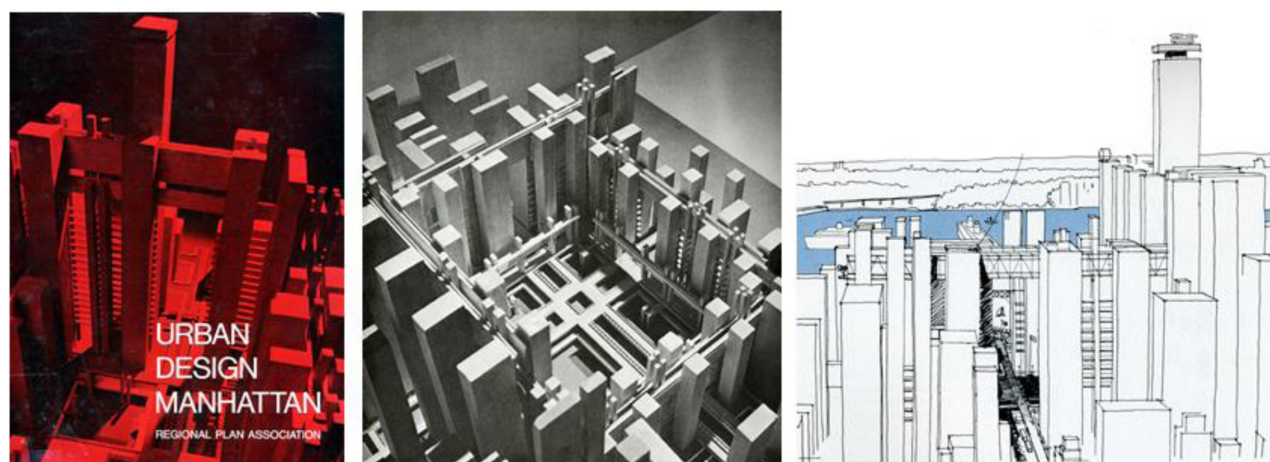 URBAN
DESIGN
MANHATTAN
REGIONAL PLAN ASSOCIATION